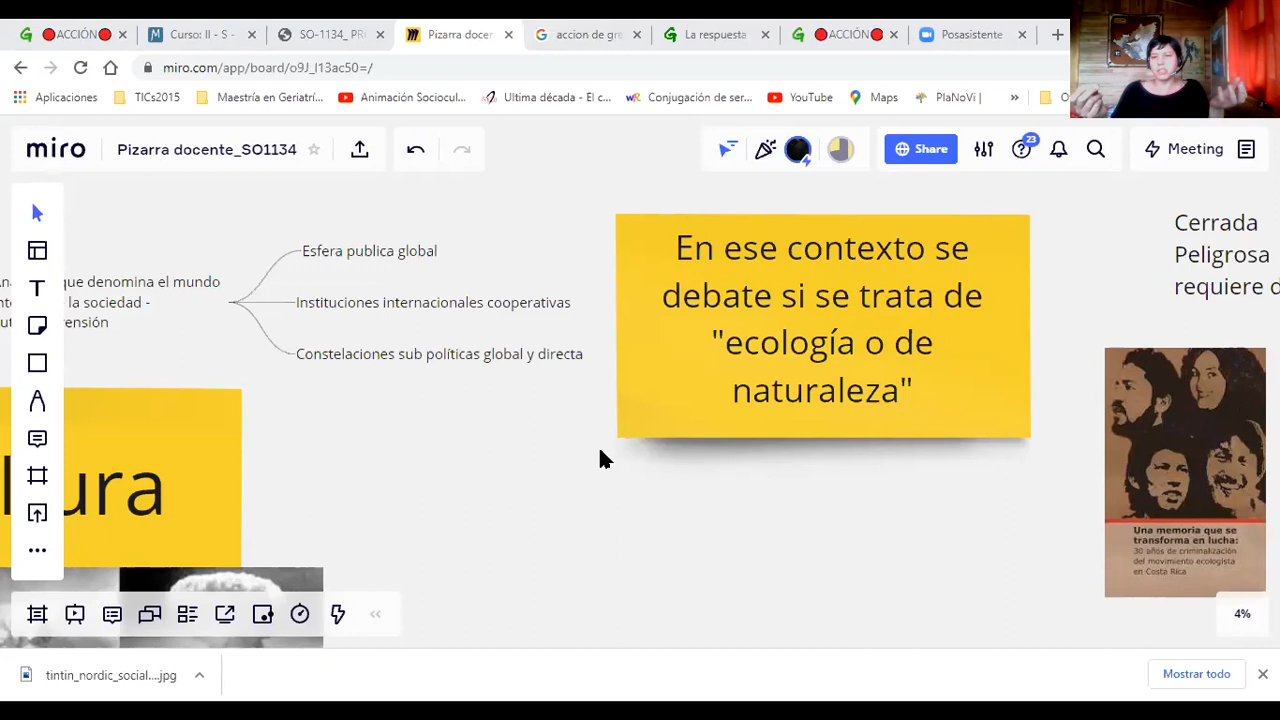 🔴ACCIÓN🔴
Curso: II - S -
SO-1134_ PR
Pizarra docen
accion de gre
La respuesta
🔴ACCIÓN🔴
Posasistente
miro.com/app/board/o9J_l13ac50=/
Aplicaciones
TICs2015
Maestría en Geriatrí...
Animación Sociocul...
Ultima década - El c...
Conjugación de ser...
YouTube
Maps
PlaNoVi |
»
miro
Pizarra docente_SO1134
Share
23
Meeting
que denomina el mundo
la sociedad -
Esfera publica global
Instituciones internacionales cooperativas
Constelaciones sub políticas global y directa
En ese contexto se
debate si se trata de
"ecología o de
naturaleza"
Cerrada
Peligrosa
requiere d
ura
Una memoria que se
transforma en lucha:
30 años de criminalización
del movimiento ecologista
en Costa Rica
4%
tintin_nordic_social....jpg
Mostrar todo